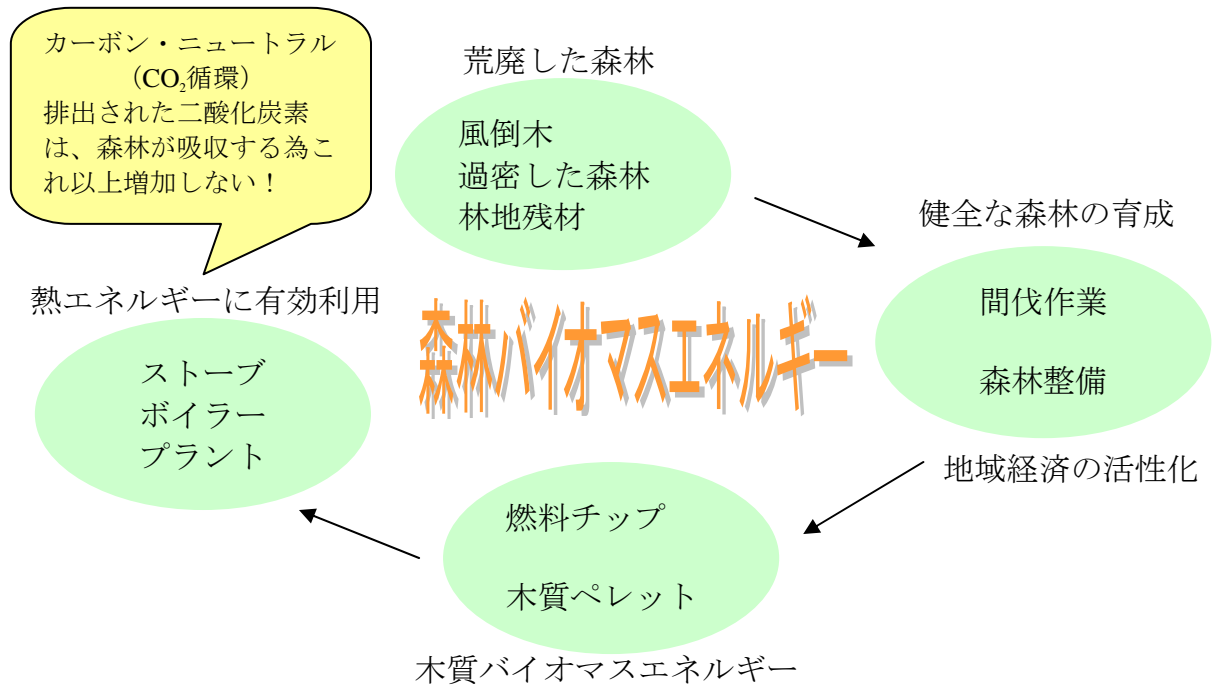 カーボン・ニュートラル
（CO₂循環）
排出された二酸化炭素
は、森林が吸収する為こ
れ以上増加しない！
荒廃した森林
風倒木
過密した森林
林地残材
健全な森林の育成
間伐作業
森林整備
地域経済の活性化
熱エネルギーに有効利用
ストーブ
ボイラー
プラント
森林バイオマスエネルギー
燃料チップ
木質ペレット
木質バイオマスエネルギー